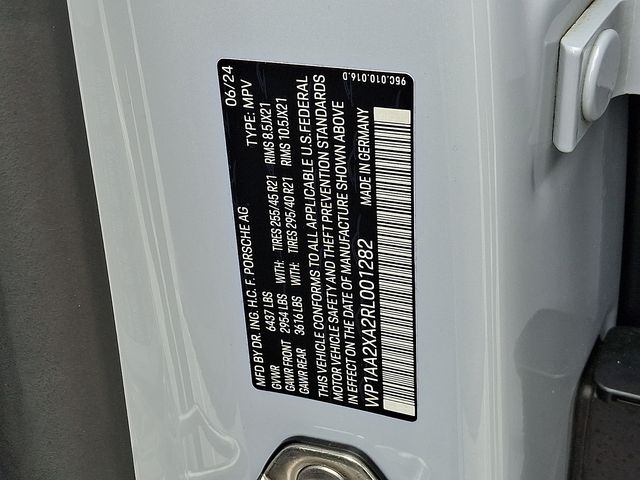 MFD BY DR. ING. H.C. F. PORSCHE AG 06/24
GVWR 6437 LBS TYPE: MPV
GAWR FRONT 2954 LBS WITH: TIRES 255/45 R21 RIMS 8.5JX21
GAWR REAR 3616 LBS WITH: TIRES 295/40 R21 RIMS 10.5JX21
THIS VEHICLE CONFORMS TO ALL APPLICABLE U.S. FEDERAL
MOTOR VEHICLE SAFETY AND THEFT PREVENTION STANDARDS
IN EFFECT ON THE DATE OF MANUFACTURE SHOWN ABOVE
WP1AA2XA2RL001282 MADE IN GERMANY
95C.010.016.D